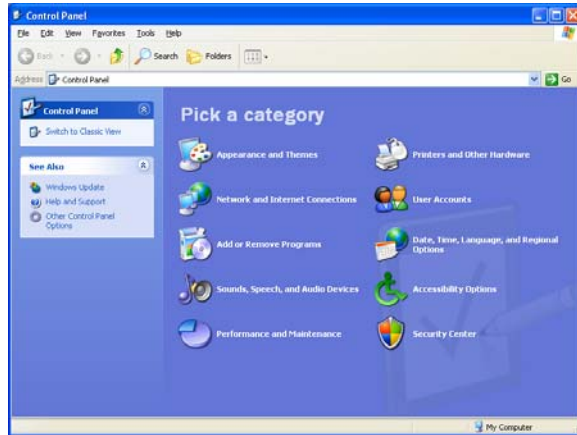 Control Panel
File Edit View Favorites Tools Help
Back Search Folders
Address Control Panel Go
Control Panel
Switch to Classic View
See Also
Windows Update
Help and Support
Other Control Panel
Options
Pick a category
Appearance and Themes
Printers and Other Hardware
Network and Internet Connections
User Accounts
Add or Remove Programs
Date, Time, Language, and Regional
Options
Sounds, Speech, and Audio Devices
Accessibility Options
Performance and Maintenance
Security Center
My Computer